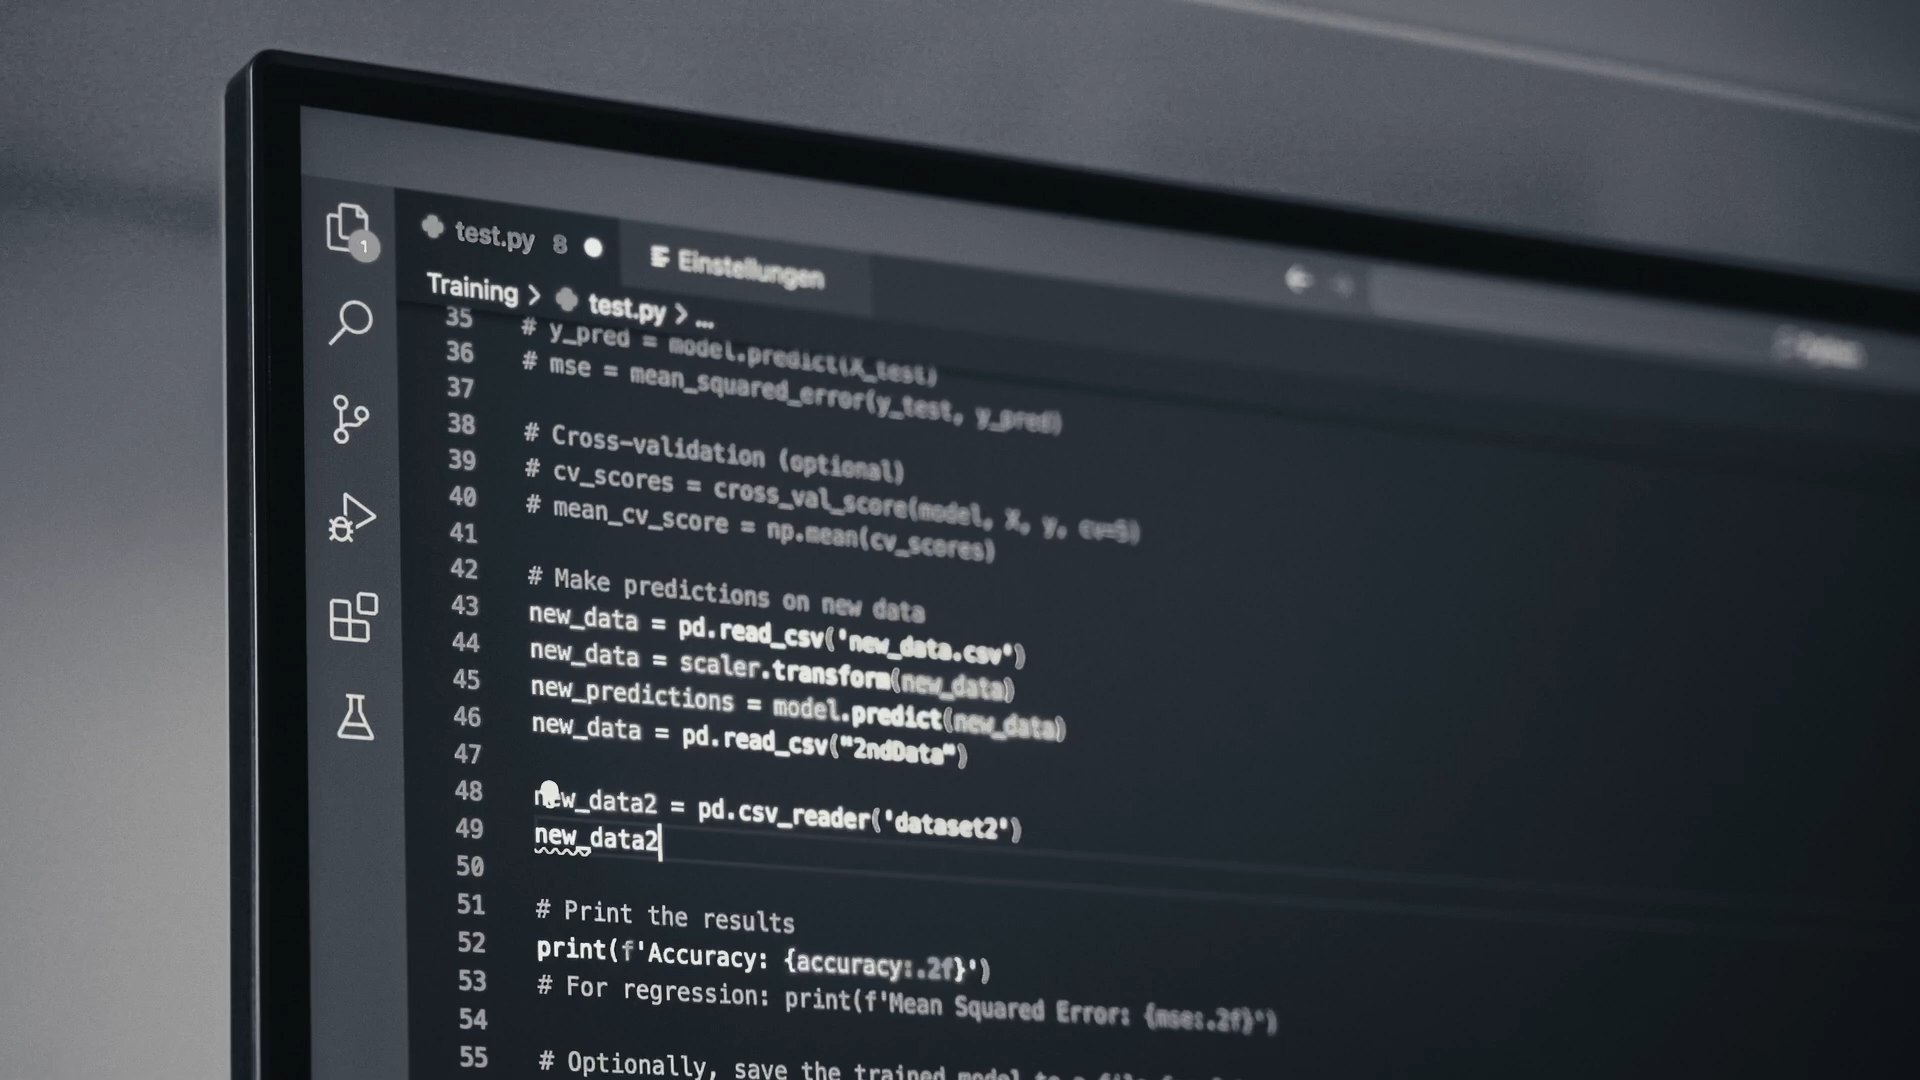 test.py 8
Einstellungen
1
Training > test.py > ...
35 # y_pred = model.predict(X_test)
36 # mse = mean_squared_error(y_test, y_pred)
37
38 # Cross-validation (optional)
39 # cv_scores = cross_val_score(model, X, y, cv=5)
40 # mean_cv_score = np.mean(cv_scores)
41
42 # Make predictions on new data
43 new_data = pd.read_csv('new_data.csv')
44 new_data = scaler.transform(new_data)
45 new_predictions = model.predict(new_data)
46 new_data = pd.read_csv("2ndData")
47
48 new_data2 = pd.csv_reader('dataset2')
49 new_data2
50
51 # Print the results
52 print(f'Accuracy: {accuracy:.2f}')
53 # For regression: print(f'Mean Squared Error: {mse:.2f}')
54
55 # Optionally, save the trained model to a file